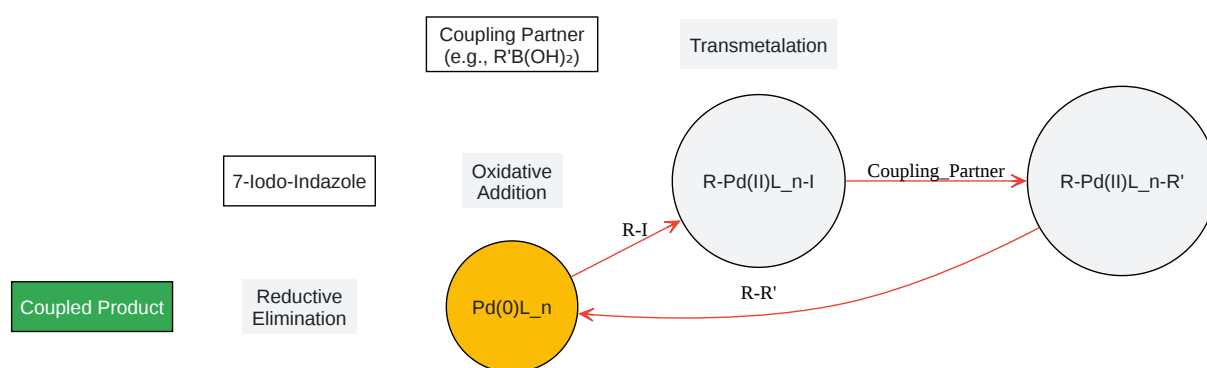 Coupling Partner
(e.g., R'B(OH)₂)
Transmetalation
7-Iodo-Indazole
Oxidative
Addition
R-Pd(II)L_n-I
Coupling_Partner
R-Pd(II)L_n-R'
R-I
Coupled Product
Reductive
Elimination
Pd(0)L_n
R-R'